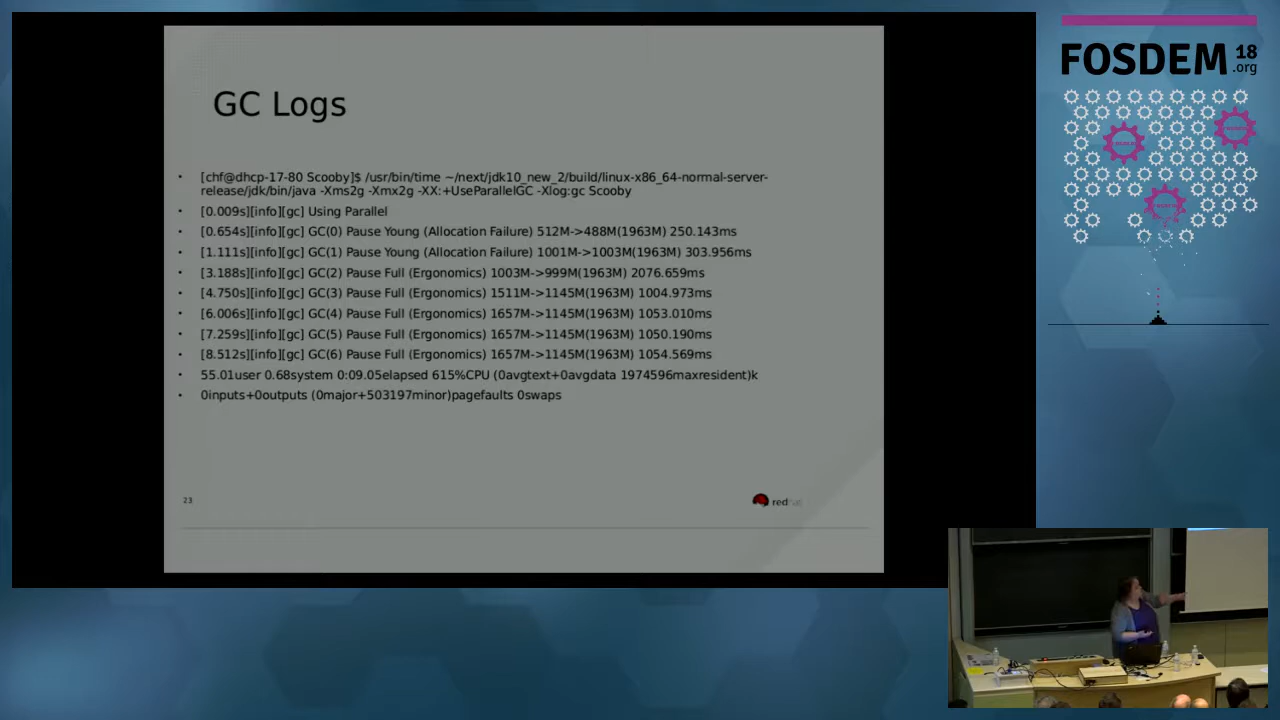 FOSDEM 18
.org
GC Logs
• [chf@dhcp-17-80 Scooby]$ /usr/bin/time ~/next/jdk10_new_2/build/linux-x86_64-normal-server-
release/jdk/bin/java -Xms2g -Xmx2g -XX:+UseParallelGC -Xlog:gc Scooby
• [0.009s][info][gc] Using Parallel
• [0.654s][info][gc] GC(0) Pause Young (Allocation Failure) 512M->488M(1963M) 250.143ms
• [1.111s][info][gc] GC(1) Pause Young (Allocation Failure) 1001M->1003M(1963M) 303.956ms
• [3.188s][info][gc] GC(2) Pause Full (Ergonomics) 1003M->999M(1963M) 2076.659ms
• [4.750s][info][gc] GC(3) Pause Full (Ergonomics) 1511M->1145M(1963M) 1004.973ms
• [6.006s][info][gc] GC(4) Pause Full (Ergonomics) 1657M->1145M(1963M) 1053.010ms
• [7.259s][info][gc] GC(5) Pause Full (Ergonomics) 1657M->1145M(1963M) 1050.190ms
• [8.512s][info][gc] GC(6) Pause Full (Ergonomics) 1657M->1145M(1963M) 1054.569ms
• 55.01user 0.68system 0:09.05elapsed 615%CPU (0avgtext+0avgdata 1974596maxresident)k
• 0inputs+0outputs (0major+503197minor)pagefaults 0swaps
23
redhat